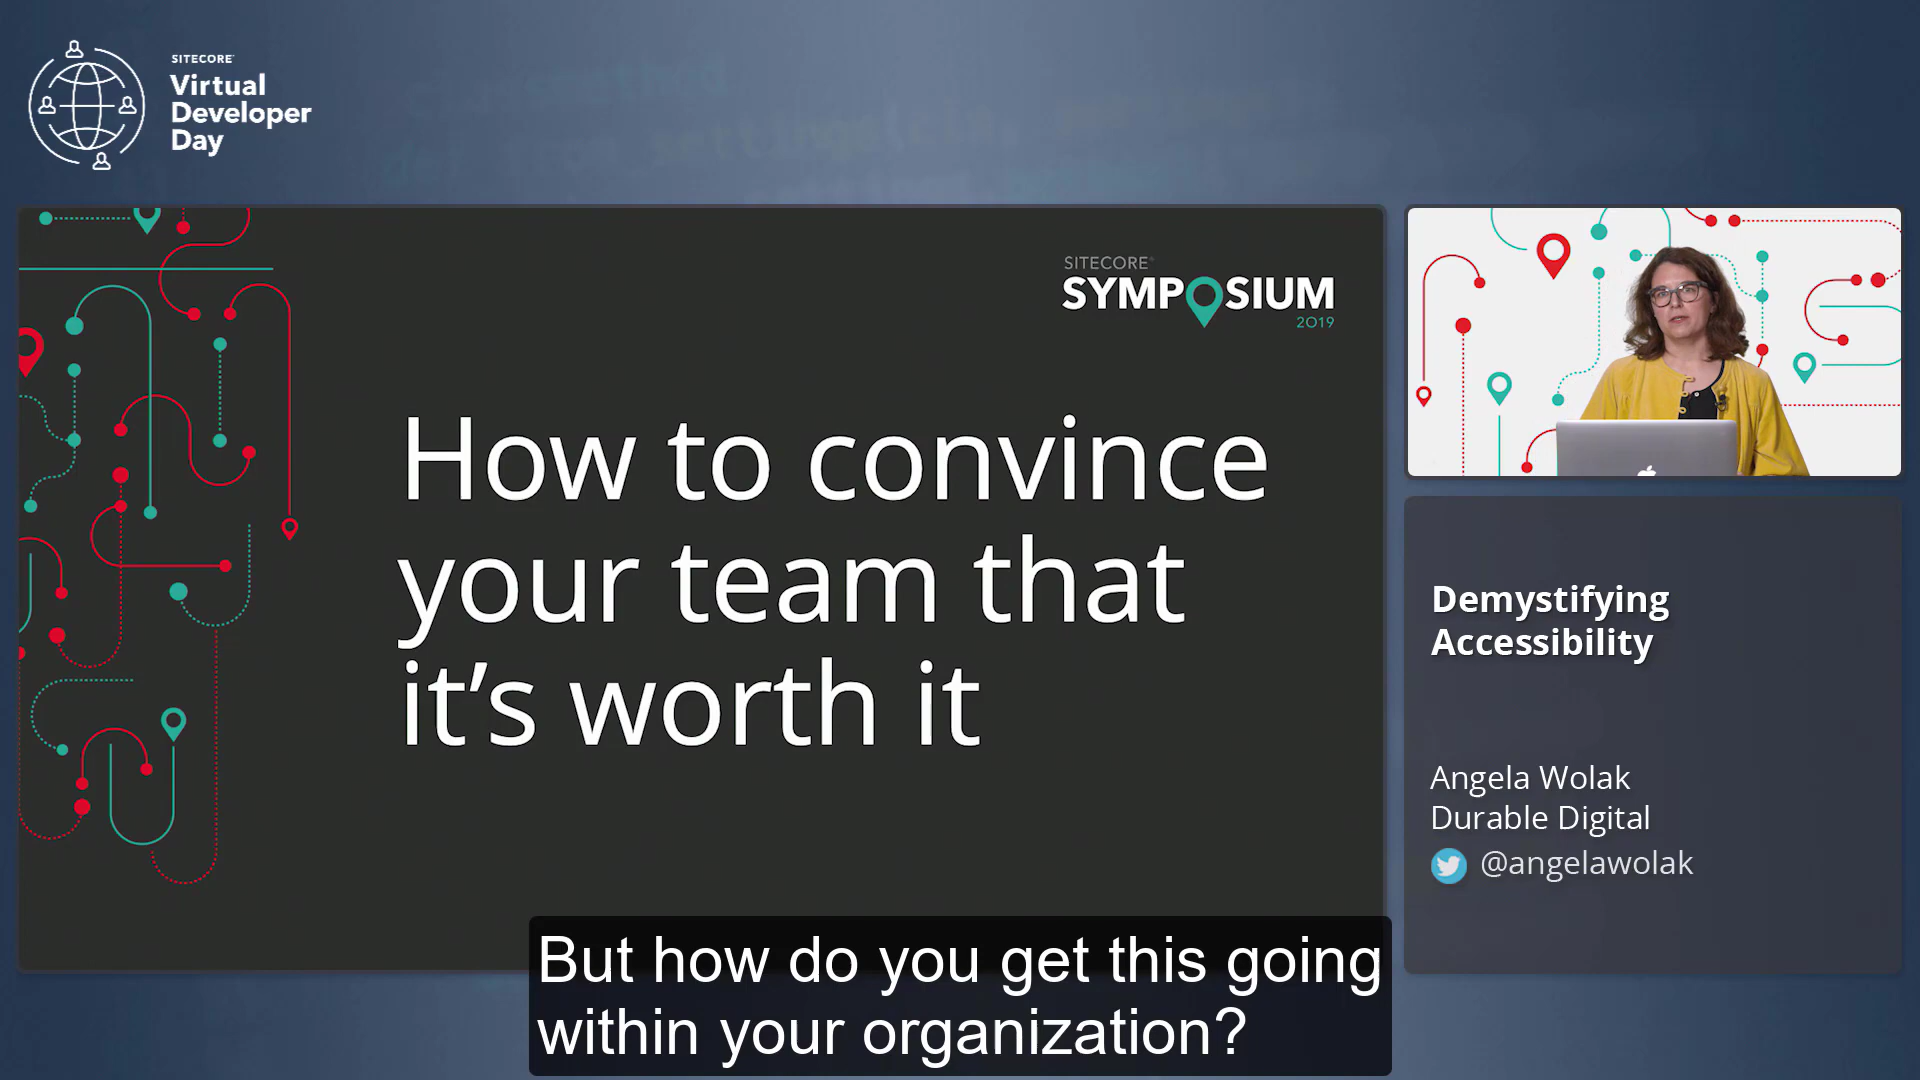 SITECORE
Virtual
Developer
Day
SITECORE
SYMPOSIUM
2019
How to convince
your team that
it's worth it
Demystifying
Accessibility
Angela Wolak
Durable Digital
@angelawolak
But how do you get this going
within your organization?